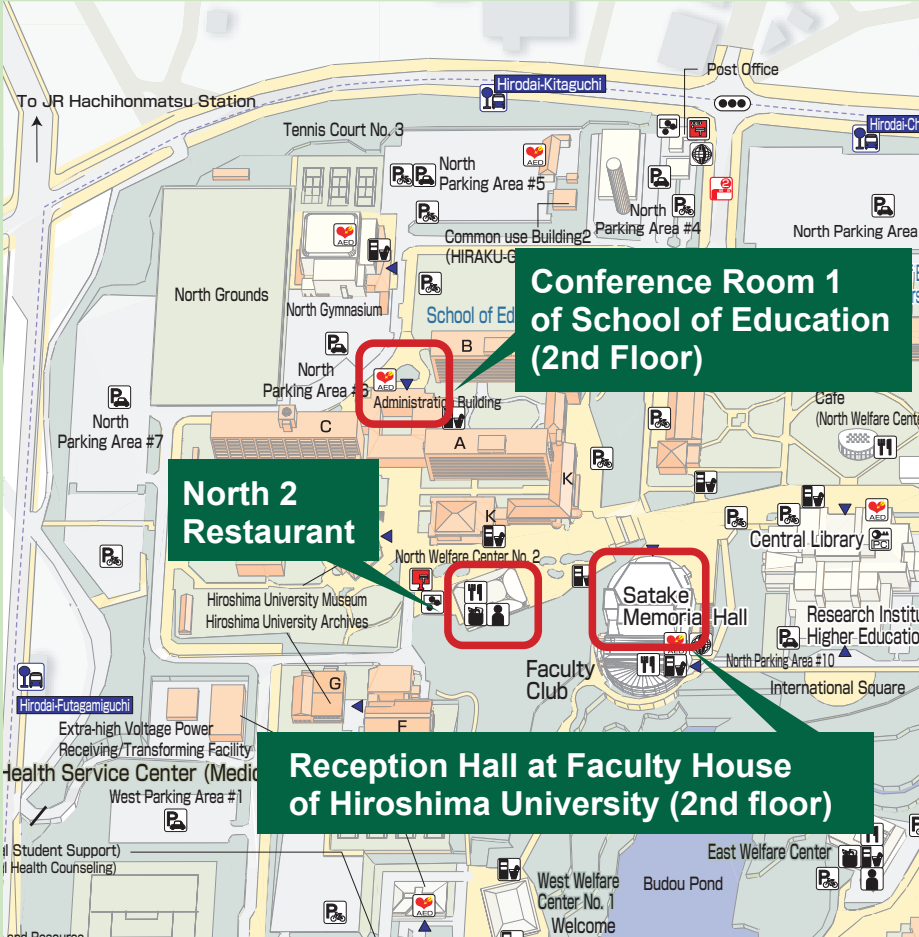 Post Office
Hirodai-Kitaguchi
To JR Hachihonmatsu Station
Hirodai-Ch
Tennis Court No. 3
AED
North
Parking Area #5
2
North
Parking Area #4
North Parking Area
Common use Building2
(HIRAKU-G
AED
North Grounds
Conference Room 1
of School of Education
(2nd Floor)
North Gymnasium
School of Ed
B
North
Parking Area #6
AED
Administration Building
Cafe
(North Welfare Cente
North
Parking Area #7
C
A
K
North 2
Restaurant
K
AED
Central Library
PC
North Welfare Center No. 2
Hiroshima University Museum
Hiroshima University Archives
Satake
Memorial Hall
AED
Research Institu
Higher Education
North Parking Area #10
Faculty
Club
International Square
G
F
Hirodai-Futagamiguchi
Extra-high Voltage Power
Receiving/Transforming Facility
Health Service Center (Medic
West Parking Area #1
Reception Hall at Faculty House
of Hiroshima University (2nd floor)
l Student Support)
l Health Counseling)
East Welfare Center
West Welfare
Center No. 1
Welcome
Budou Pond
AED